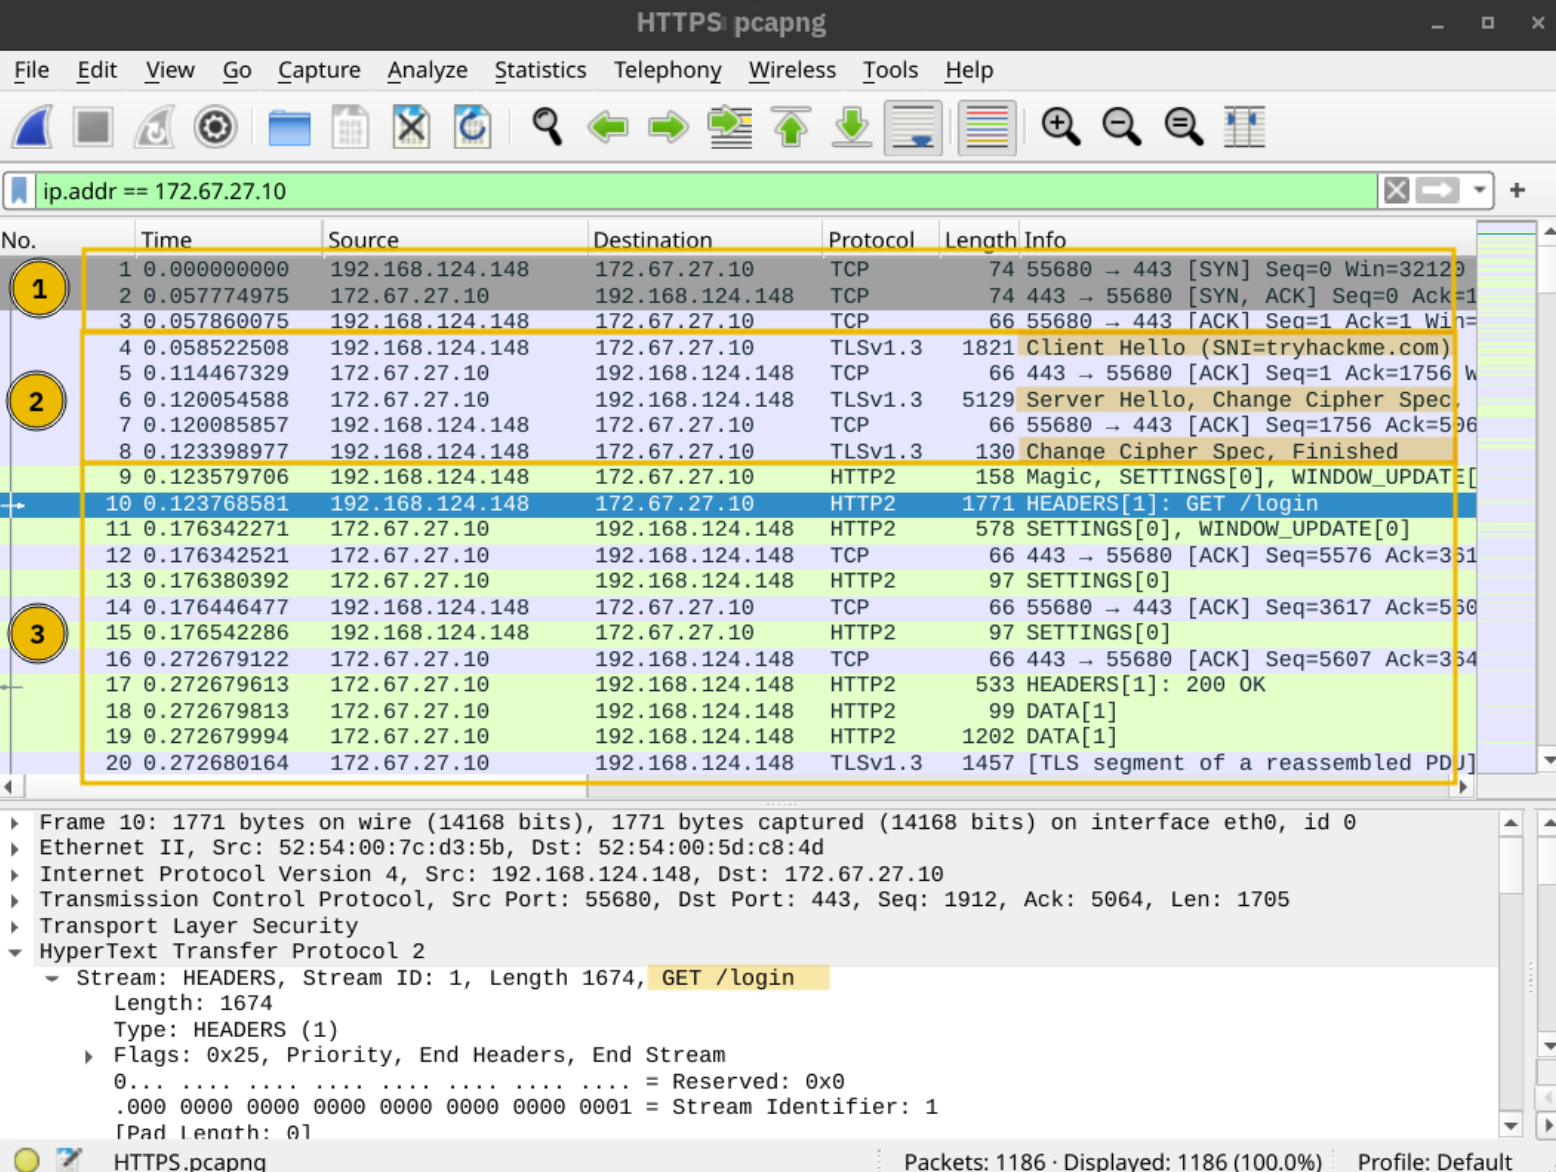 HTTPS pcapng
File Edit View Go Capture Analyze Statistics Telephony Wireless Tools Help
ip.addr == 172.67.27.10
No. Time Source Destination Protocol Length Info
1
2
3
1 0.000000000 192.168.124.148 172.67.27.10 TCP 74 55680 → 443 [SYN] Seq=0 Win=32120
2 0.057774975 172.67.27.10 192.168.124.148 TCP 74 443 → 55680 [SYN, ACK] Seq=0 Ack=1
3 0.057860075 192.168.124.148 172.67.27.10 TCP 66 55680 → 443 [ACK] Seq=1 Ack=1 Win=
4 0.058522508 192.168.124.148 172.67.27.10 TLSv1.3 1821 Client Hello (SNI=tryhackme.com)
5 0.114467329 172.67.27.10 192.168.124.148 TCP 66 443 → 55680 [ACK] Seq=1 Ack=1756 W
6 0.120054588 172.67.27.10 192.168.124.148 TLSv1.3 5129 Server Hello, Change Cipher Spec,
7 0.120085857 192.168.124.148 172.67.27.10 TCP 66 55680 → 443 [ACK] Seq=1756 Ack=506
8 0.123398977 192.168.124.148 172.67.27.10 TLSv1.3 130 Change Cipher Spec, Finished
9 0.123579706 192.168.124.148 172.67.27.10 HTTP2 158 Magic, SETTINGS[0], WINDOW_UPDATE[
10 0.123768581 192.168.124.148 172.67.27.10 HTTP2 1771 HEADERS[1]: GET /login
11 0.176342271 172.67.27.10 192.168.124.148 HTTP2 578 SETTINGS[0], WINDOW_UPDATE[0]
12 0.176342521 172.67.27.10 192.168.124.148 TCP 66 443 → 55680 [ACK] Seq=5576 Ack=361
13 0.176380392 172.67.27.10 192.168.124.148 HTTP2 97 SETTINGS[0]
14 0.176446477 192.168.124.148 172.67.27.10 TCP 66 55680 → 443 [ACK] Seq=3617 Ack=560
15 0.176542286 192.168.124.148 172.67.27.10 HTTP2 97 SETTINGS[0]
16 0.272679122 172.67.27.10 192.168.124.148 TCP 66 443 → 55680 [ACK] Seq=5607 Ack=364
17 0.272679613 172.67.27.10 192.168.124.148 HTTP2 533 HEADERS[1]: 200 OK
18 0.272679813 172.67.27.10 192.168.124.148 HTTP2 99 DATA[1]
19 0.272679994 172.67.27.10 192.168.124.148 HTTP2 1202 DATA[1]
20 0.272680164 172.67.27.10 192.168.124.148 TLSv1.3 1457 [TLS segment of a reassembled PDU]
Frame 10: 1771 bytes on wire (14168 bits), 1771 bytes captured (14168 bits) on interface eth0, id 0
Ethernet II, Src: 52:54:00:7c:d3:5b, Dst: 52:54:00:5d:c8:4d
Internet Protocol Version 4, Src: 192.168.124.148, Dst: 172.67.27.10
Transmission Control Protocol, Src Port: 55680, Dst Port: 443, Seq: 1912, Ack: 5064, Len: 1705
Transport Layer Security
HyperText Transfer Protocol 2
Stream: HEADERS, Stream ID: 1, Length 1674, GET /login
Length: 1674
Type: HEADERS (1)
Flags: 0x25, Priority, End Headers, End Stream
0... .... .... .... .... .... .... .... = Reserved: 0x0
.000 0000 0000 0000 0000 0000 0000 0001 = Stream Identifier: 1
[Pad Length: 0]
HTTPS.pcapng
Packets: 1186 · Displayed: 1186 (100.0%)
Profile: Default